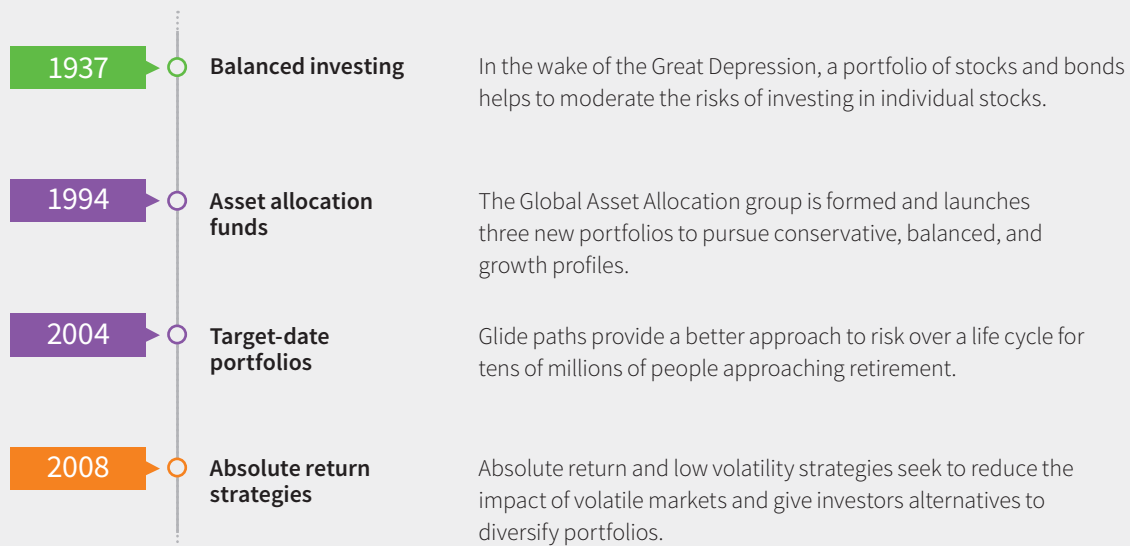 1937
Balanced investing
In the wake of the Great Depression, a portfolio of stocks and bonds
helps to moderate the risks of investing in individual stocks.
1994
Asset allocation
funds
The Global Asset Allocation group is formed and launches
three new portfolios to pursue conservative, balanced, and
growth profiles.
2004
Target-date
portfolios
Glide paths provide a better approach to risk over a life cycle for
tens of millions of people approaching retirement.
2008
Absolute return
strategies
Absolute return and low volatility strategies seek to reduce the
impact of volatile markets and give investors alternatives to
diversify portfolios.